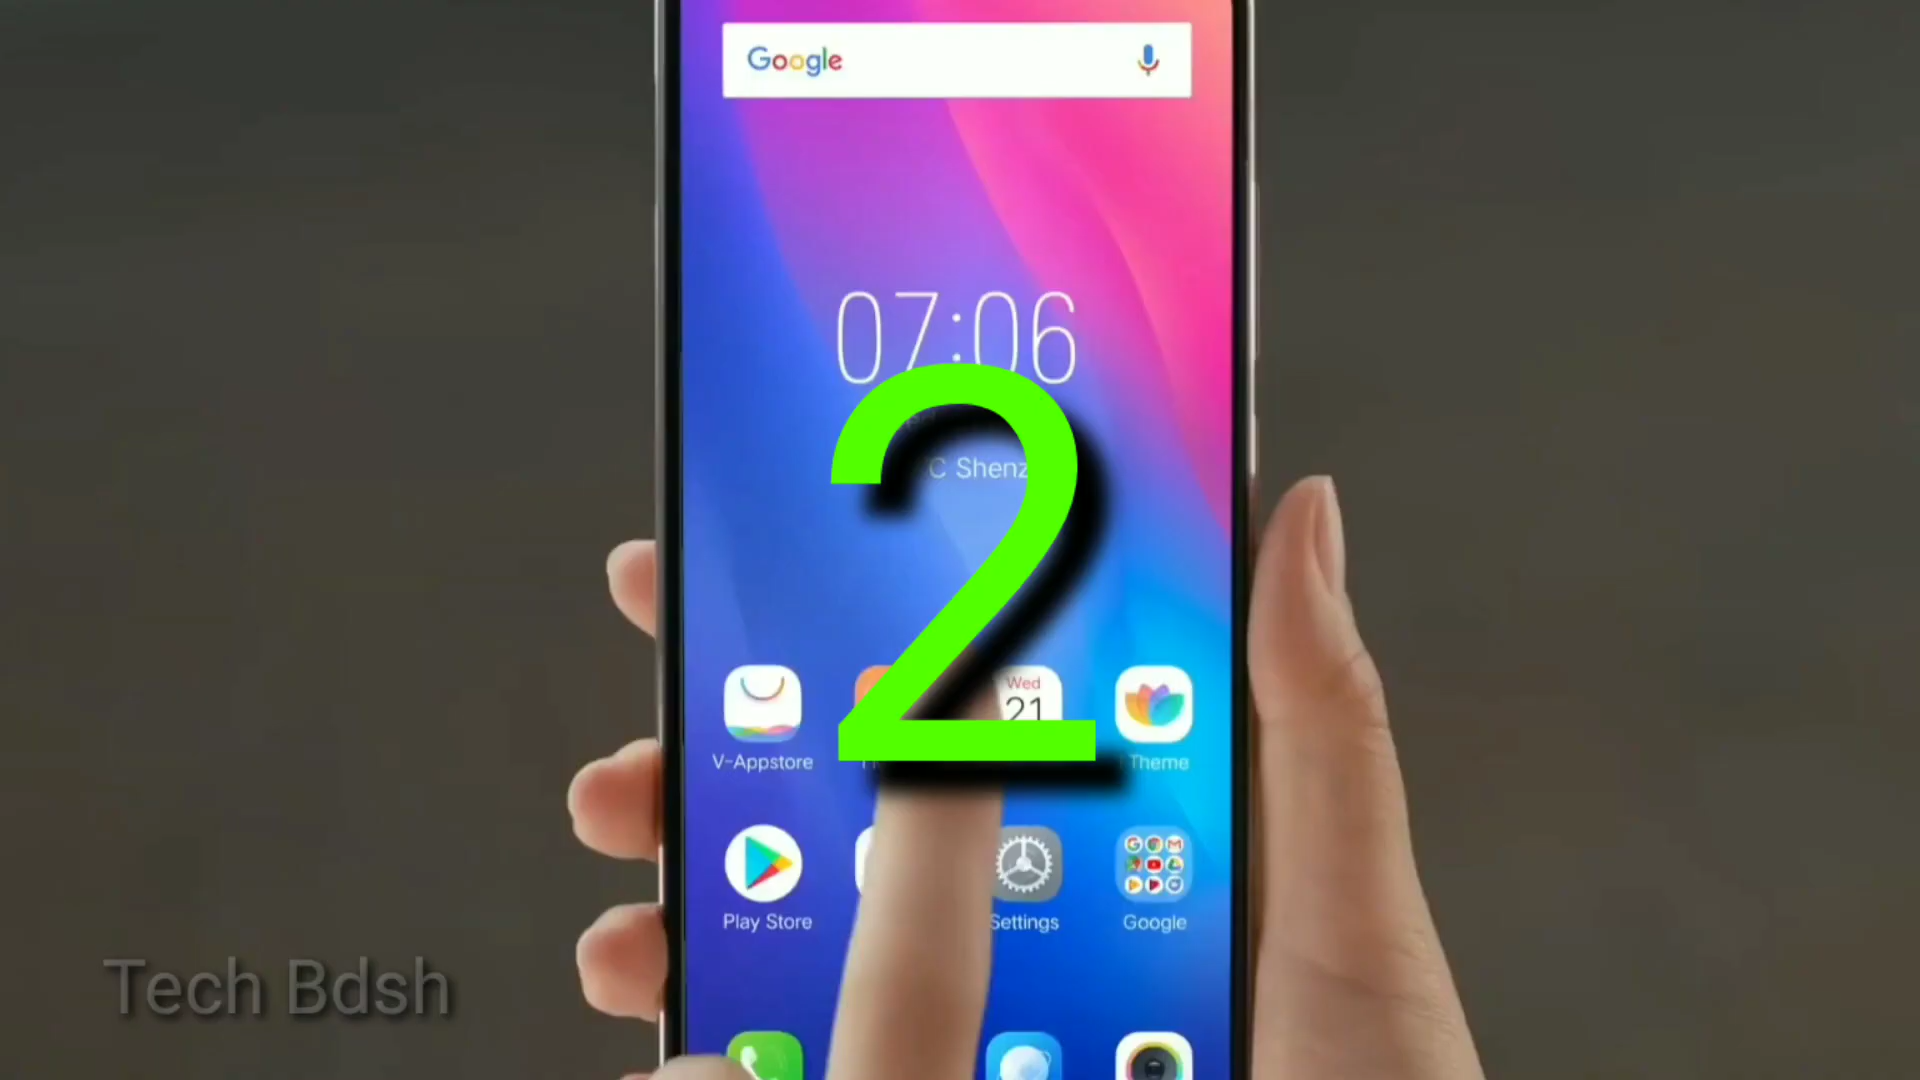 Google
07:06
C Shenz
2
Wed
21
V-Appstore
Theme
Play Store
Settings
Google
Tech Bdsh